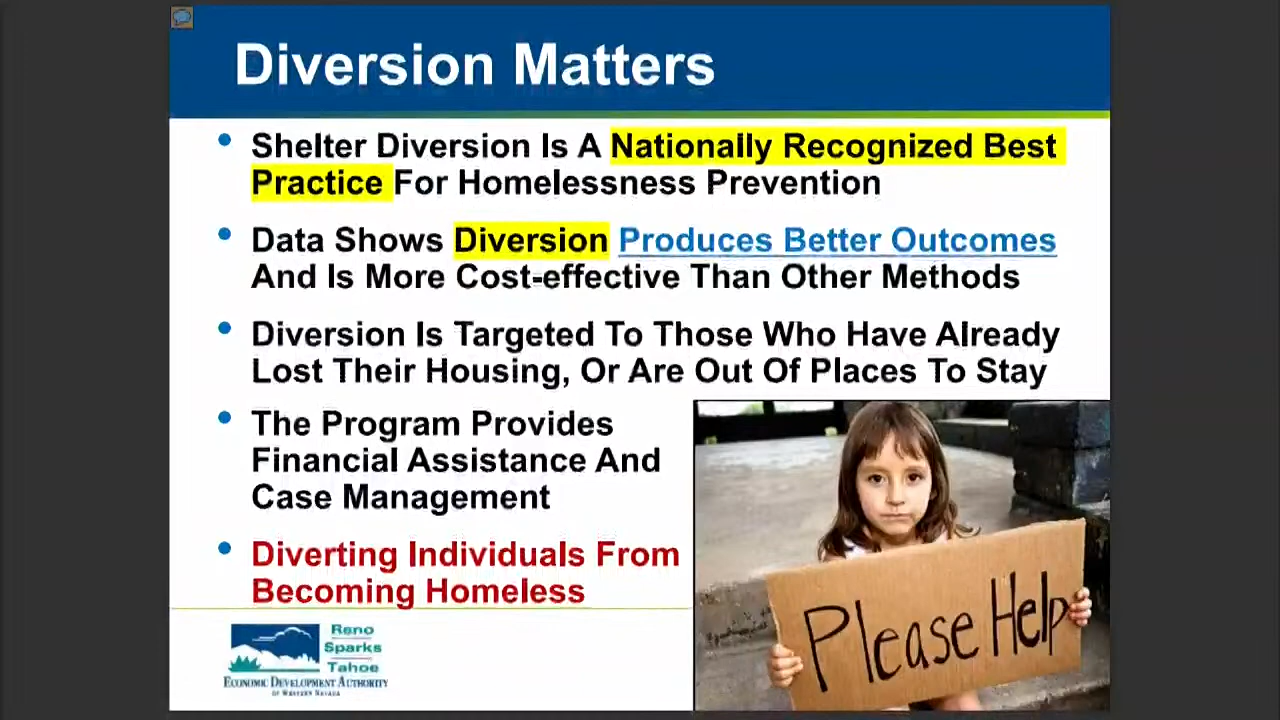 Diversion Matters
• Shelter Diversion Is A Nationally Recognized Best
Practice For Homelessness Prevention
• Data Shows Diversion Produces Better Outcomes
And Is More Cost-effective Than Other Methods
• Diversion Is Targeted To Those Who Have Already
Lost Their Housing, Or Are Out Of Places To Stay
• The Program Provides
Financial Assistance And
Case Management
• Diverting Individuals From
Becoming Homeless
Please Help
Reno
Sparks
Tahoe
ECONOMIC DEVELOPMENT AUTHORITY
OF WESTERN NEVADA